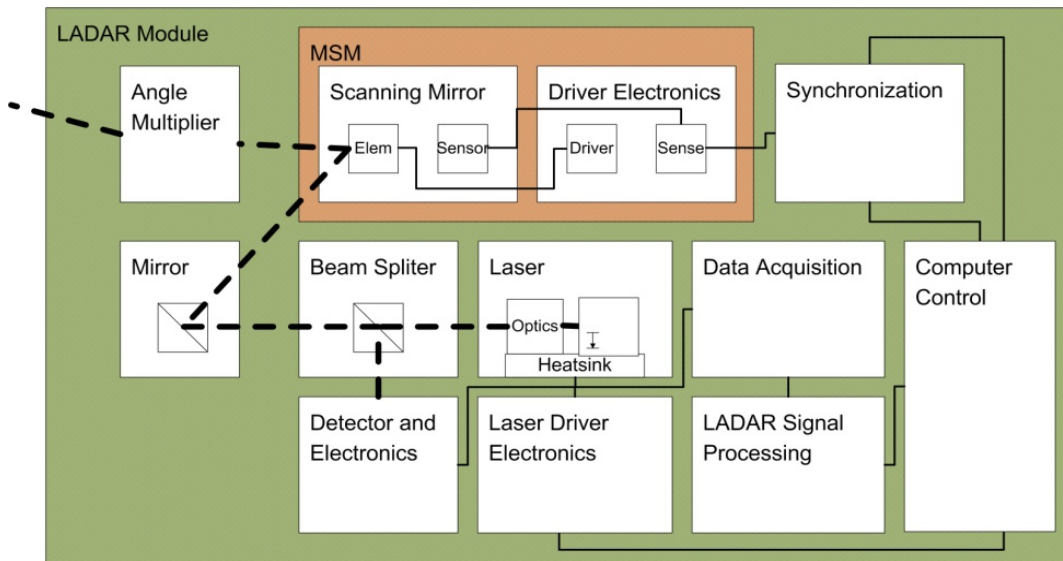 LADAR Module
MSM
Angle
Multiplier
Scanning Mirror
Elem
Sensor
Driver Electronics
Driver
Sense
Synchronization
Mirror
Beam Spliter
Laser
Optics
Heatsink
Data Acquisition
Computer
Control
Detector and
Electronics
Laser Driver
Electronics
LADAR Signal
Processing